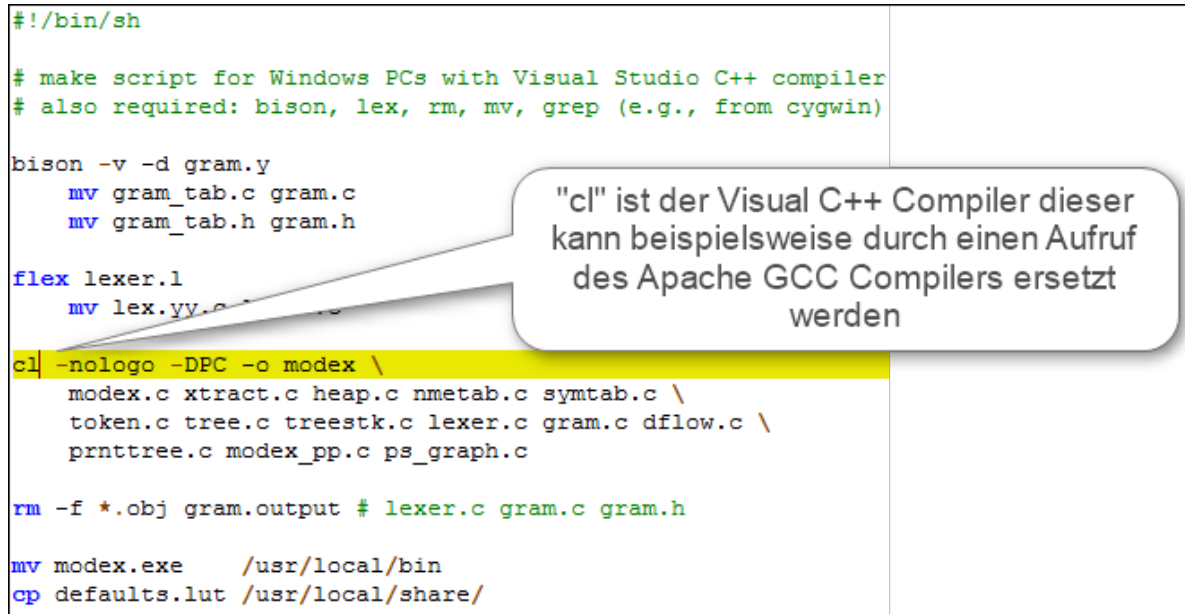 #!/bin/sh
# make script for Windows PCs with Visual Studio C++ compiler
# also required: bison, lex, rm, mv, grep (e.g., from cygwin)
bison -v -d gram.y
mv gram_tab.c gram.c
mv gram_tab.h gram.h
flex lexer.l
mv lex.yy.c
cl -nologo -DPC -o modex \
modex.c xtract.c heap.c nmetab.c symtab.c \
token.c tree.c treestk.c lexer.c gram.c dflow.c \
prnttree.c modex_pp.c ps_graph.c
rm -f *.obj gram.output # lexer.c gram.c gram.h
mv modex.exe    /usr/local/bin
cp defaults.lut /usr/local/share/
"cl" ist der Visual C++ Compiler dieser
kann beispielsweise durch einen Aufruf
des Apache GCC Compilers ersetzt
werden